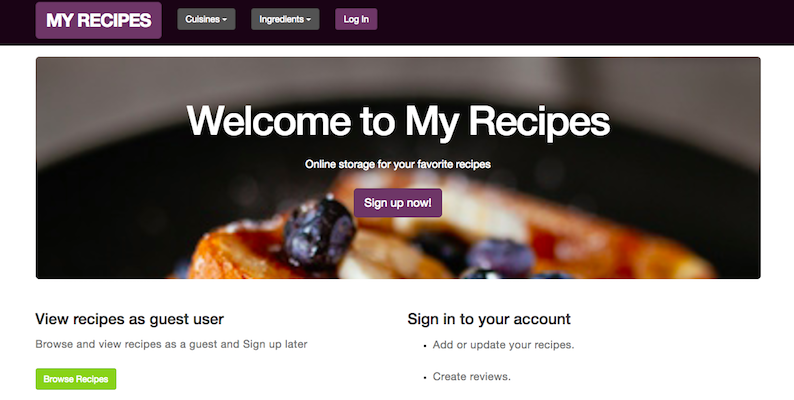 MY RECIPES
Cuisines
Ingredients
Log In
Welcome to My Recipes
Online storage for your favorite recipes
Sign up now!
View recipes as guest user
Browse and view recipes as a guest and Sign up later
Browse Recipes
Sign in to your account
Add or update your recipes.
Create reviews.